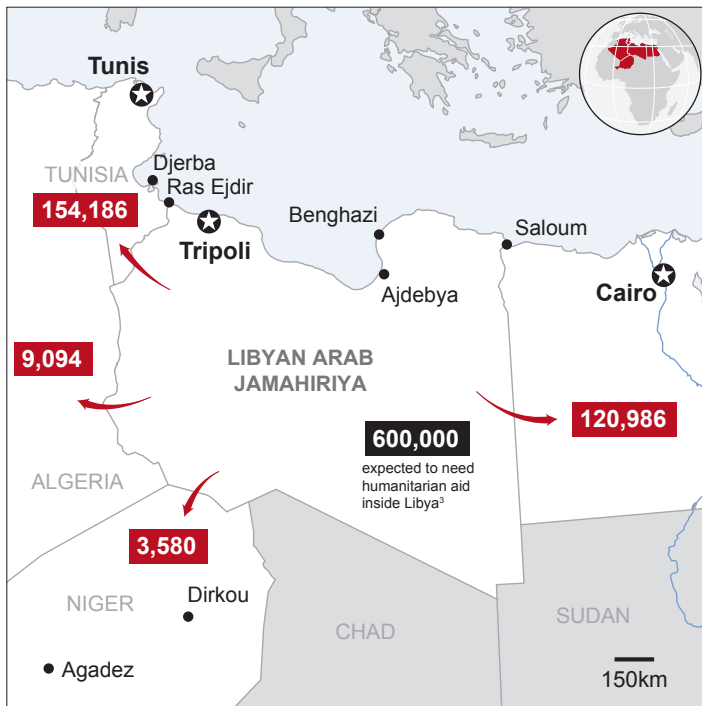 Tunis
TUNISIA
Djerba
Ras Ejdir
154,186
Tripoli
Benghazi
Saloum
Ajdebya
Cairo
9,094
LIBYAN ARAB
JAMAHIRIYA
120,986
600,000
expected to need
humanitarian aid
inside Libya³
ALGERIA
3,580
NIGER
Dirkou
CHAD
SUDAN
Agadez
150km